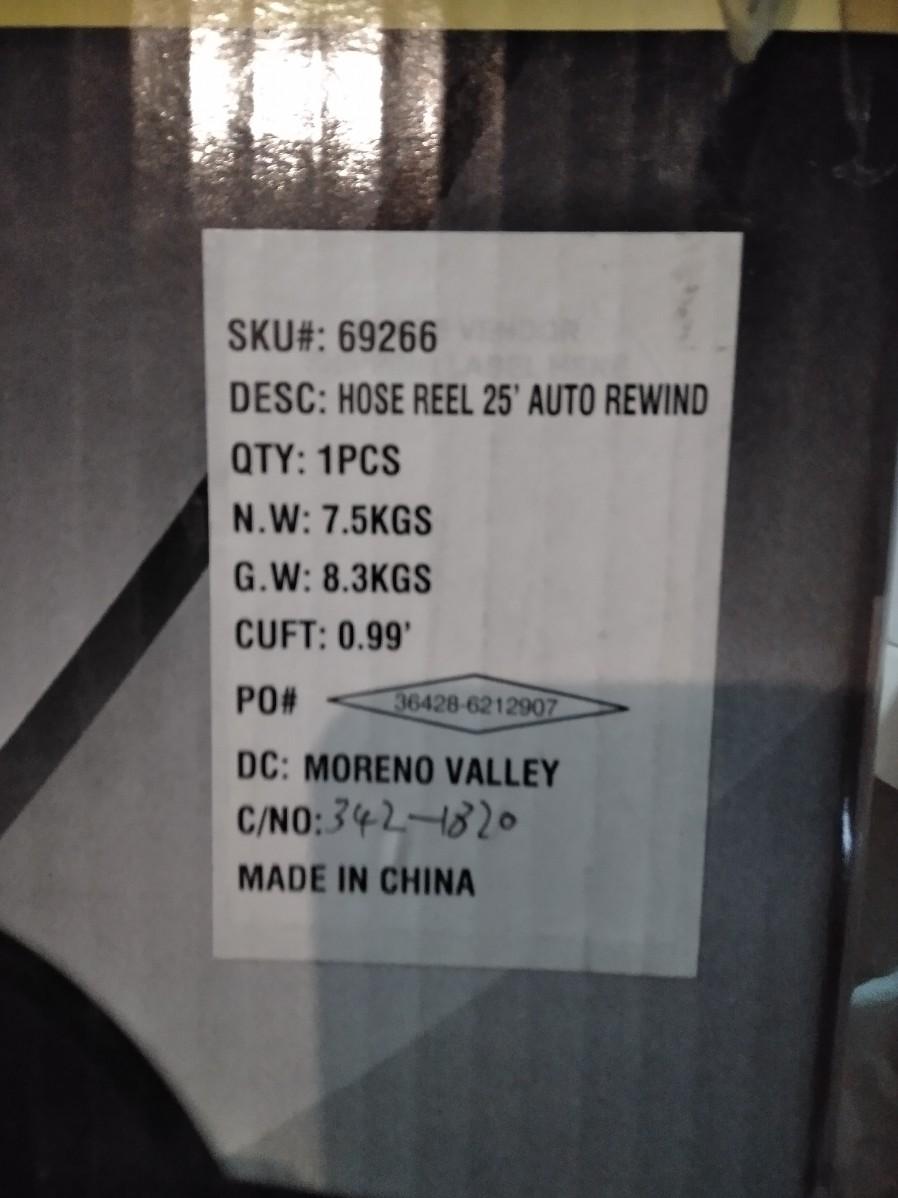 SKU#: 69266
DESC: HOSE REEL 25' AUTO REWIND
QTY: 1PCS
N.W: 7.5KGS
G.W: 8.3KGS
CUFT: 0.99'
PO# 36428-6212907
DC: MORENO VALLEY
C/NO: 342-1820
MADE IN CHINA